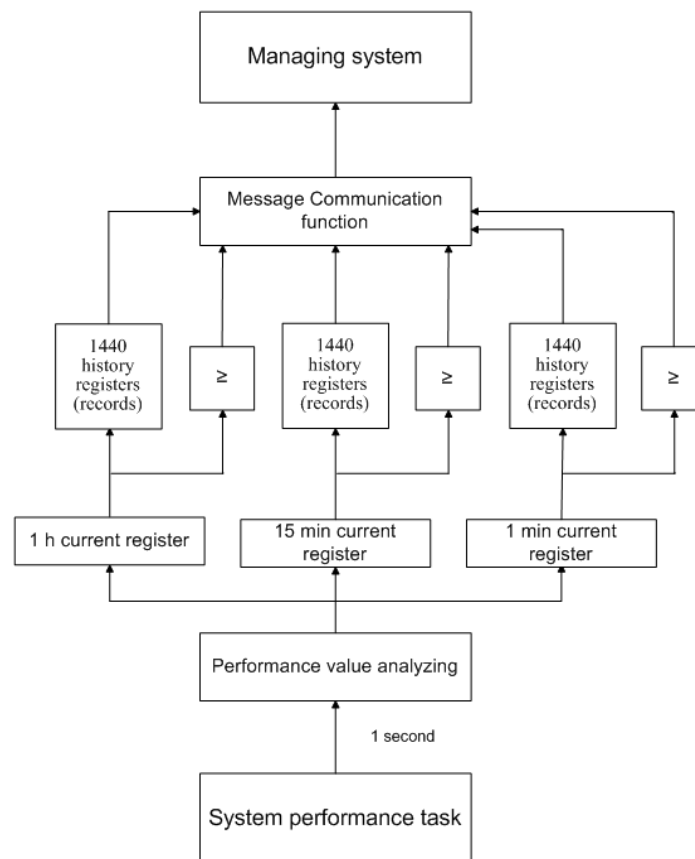 Managing system
Message Communication
function
1440
history
registers
(records)
≥
1440
history
registers
(records)
≥
1440
history
registers
(records)
≥
1 h current register
15 min current
register
1 min current
register
Performance value analyzing
1 second
System performance task